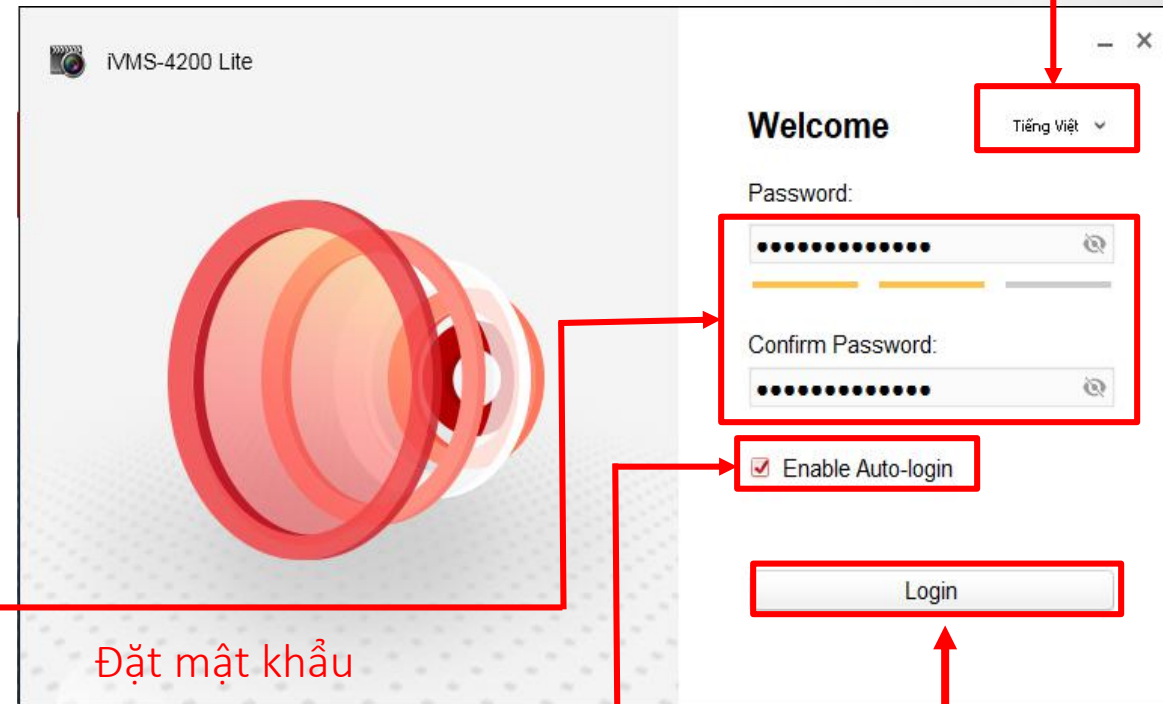 iVMS-4200 Lite
Welcome
Tiếng Việt
Password:
●●●●●●●●●●●●●
Confirm Password:
●●●●●●●●●●●●●
Enable Auto-login
Login
Đặt mật khẩu